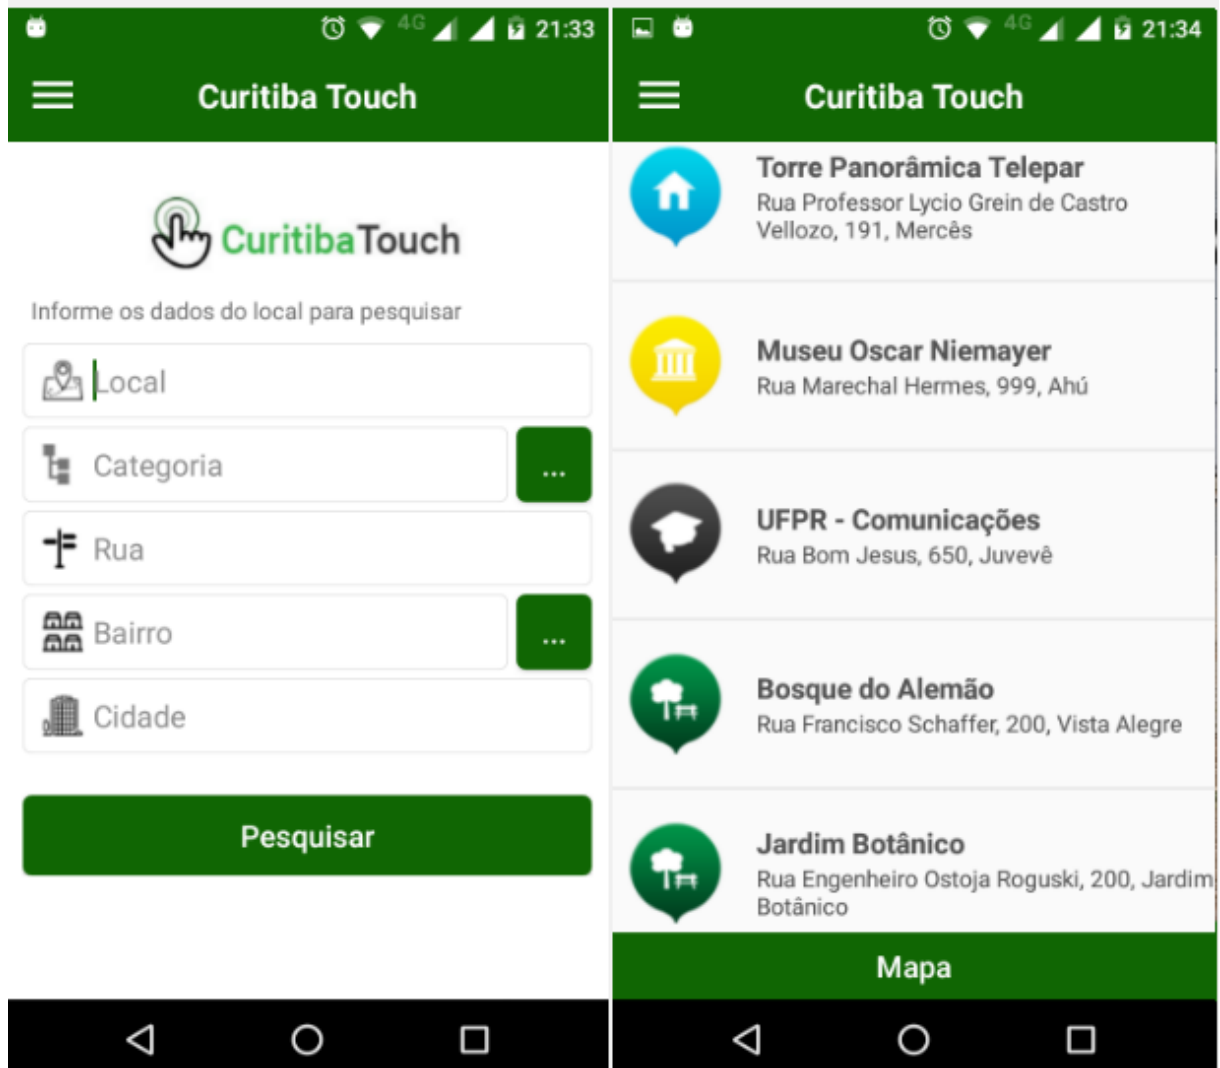 4G 21:33
Curitiba Touch
CuritibaTouch
Informe os dados do local para pesquisar
Local
Categoria
...
Rua
Bairro
...
Cidade
Pesquisar
4G 21:34
Curitiba Touch
Torre Panorâmica Telepar
Rua Professor Lycio Grein de Castro
Vellozo, 191, Mercês
Museu Oscar Niemayer
Rua Marechal Hermes, 999, Ahú
UFPR - Comunicações
Rua Bom Jesus, 650, Juvevê
Bosque do Alemão
Rua Francisco Schaffer, 200, Vista Alegre
Jardim Botânico
Rua Engenheiro Ostoja Roguski, 200, Jardim
Botânico
Mapa